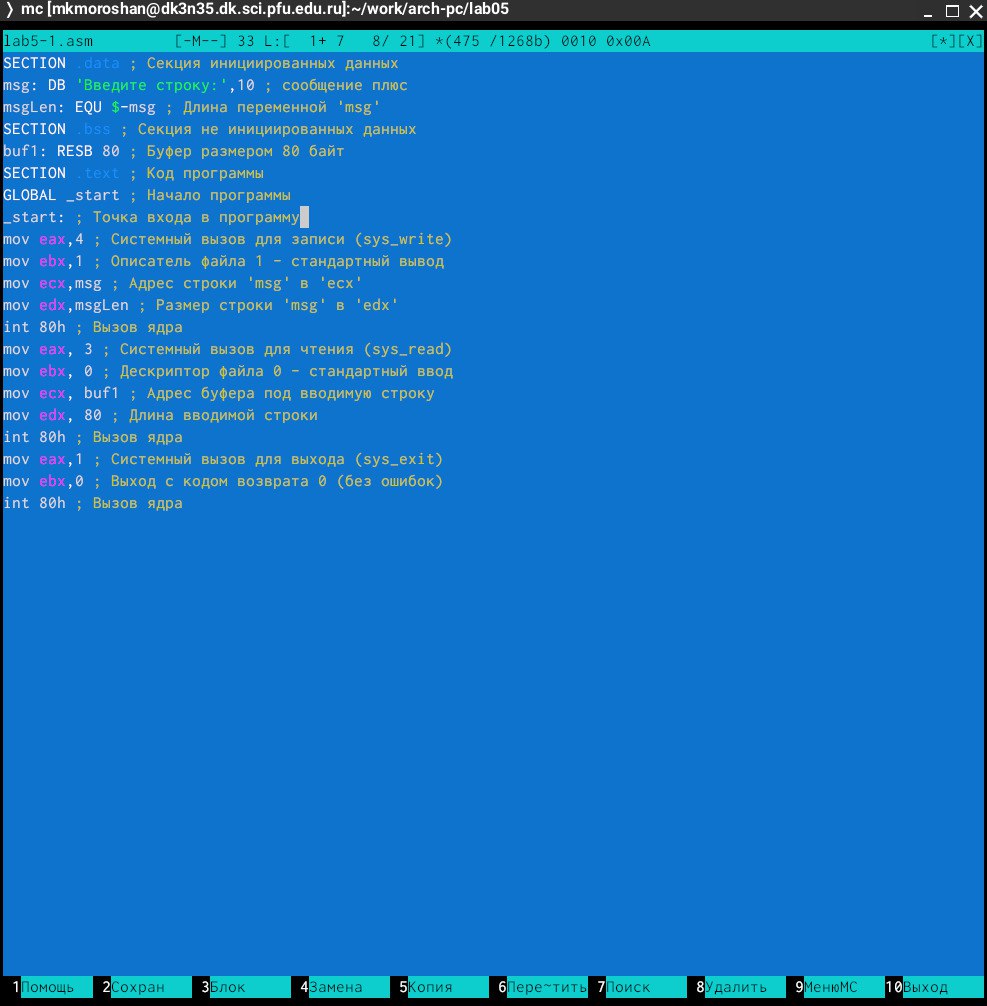 ❭ mc [mkmoroshan@dk3n35.dk.sci.pfu.edu.ru]:~/work/arch-pc/lab05
lab5-1.asm [-M--] 33 L:[ 1+ 7 8/ 21] *(475 /1268b) 0010 0x00A [*][X]
SECTION .data ; Секция инициированных данных
msg: DB 'Введите строку:',10 ; сообщение плюс
msgLen: EQU $-msg ; Длина переменной 'msg'
SECTION .bss ; Секция не инициированных данных
buf1: RESB 80 ; Буфер размером 80 байт
SECTION .text ; Код программы
GLOBAL _start ; Начало программы
_start: ; Точка входа в программу
mov eax,4 ; Системный вызов для записи (sys_write)
mov ebx,1 ; Описатель файла 1 - стандартный вывод
mov ecx,msg ; Адрес строки 'msg' в 'ecx'
mov edx,msgLen ; Размер строки 'msg' в 'edx'
int 80h ; Вызов ядра
mov eax, 3 ; Системный вызов для чтения (sys_read)
mov ebx, 0 ; Дескриптор файла 0 - стандартный ввод
mov ecx, buf1 ; Адрес буфера под вводимую строку
mov edx, 80 ; Длина вводимой строки
int 80h ; Вызов ядра
mov eax,1 ; Системный вызов для выхода (sys_exit)
mov ebx,0 ; Выход с кодом возврата 0 (без ошибок)
int 80h ; Вызов ядра
1Помощь 2Сохран 3Блок 4Замена 5Копия 6Пере~тить 7Поиск 8Удалить 9МенюMC 10Выход